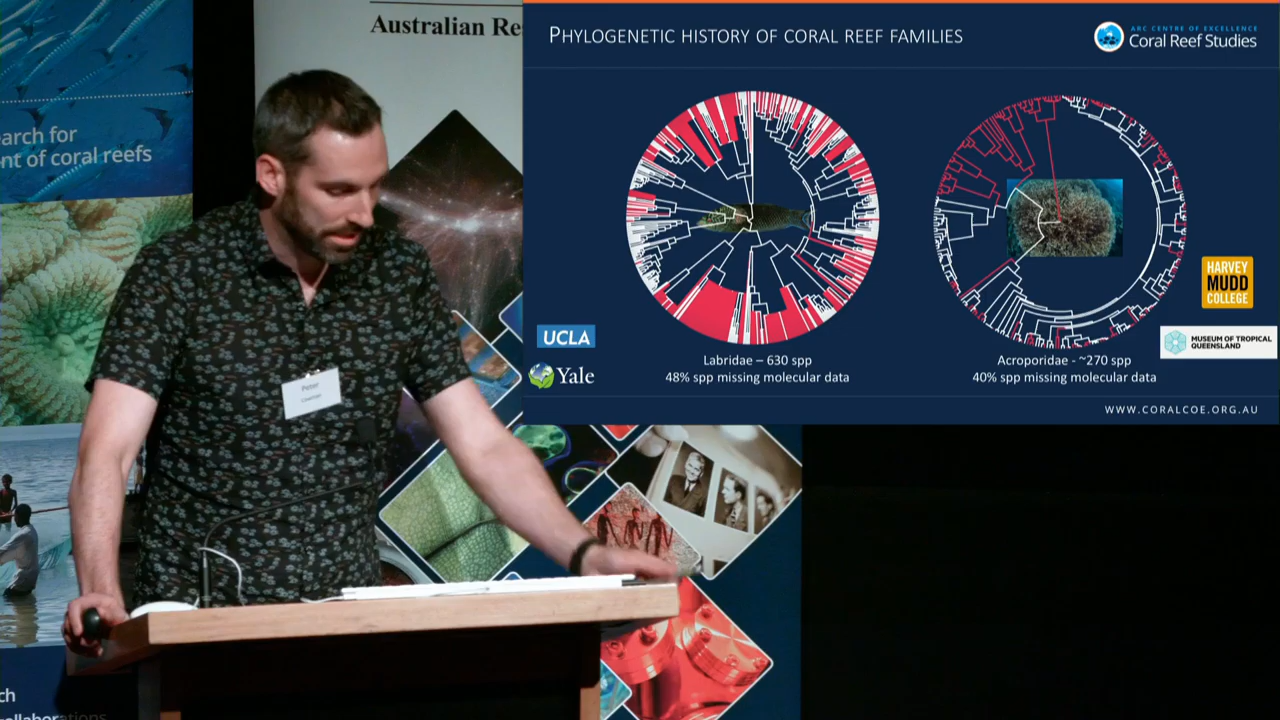 Australian Re
earch for
nt of coral reefs
PHYLOGENETIC HISTORY OF CORAL REEF FAMILIES
ARC CENTRE OF EXCELLENCE
Coral Reef Studies
HARVEY
MUDD
COLLEGE
UCLA
MUSEUM OF TROPICAL
QUEENSLAND
Yale
Labridae – 630 spp
48% spp missing molecular data
Acroporidae - ~270 spp
40% spp missing molecular data
WWW.CORALCOE.ORG.AU
Peter
ch
ollaborations